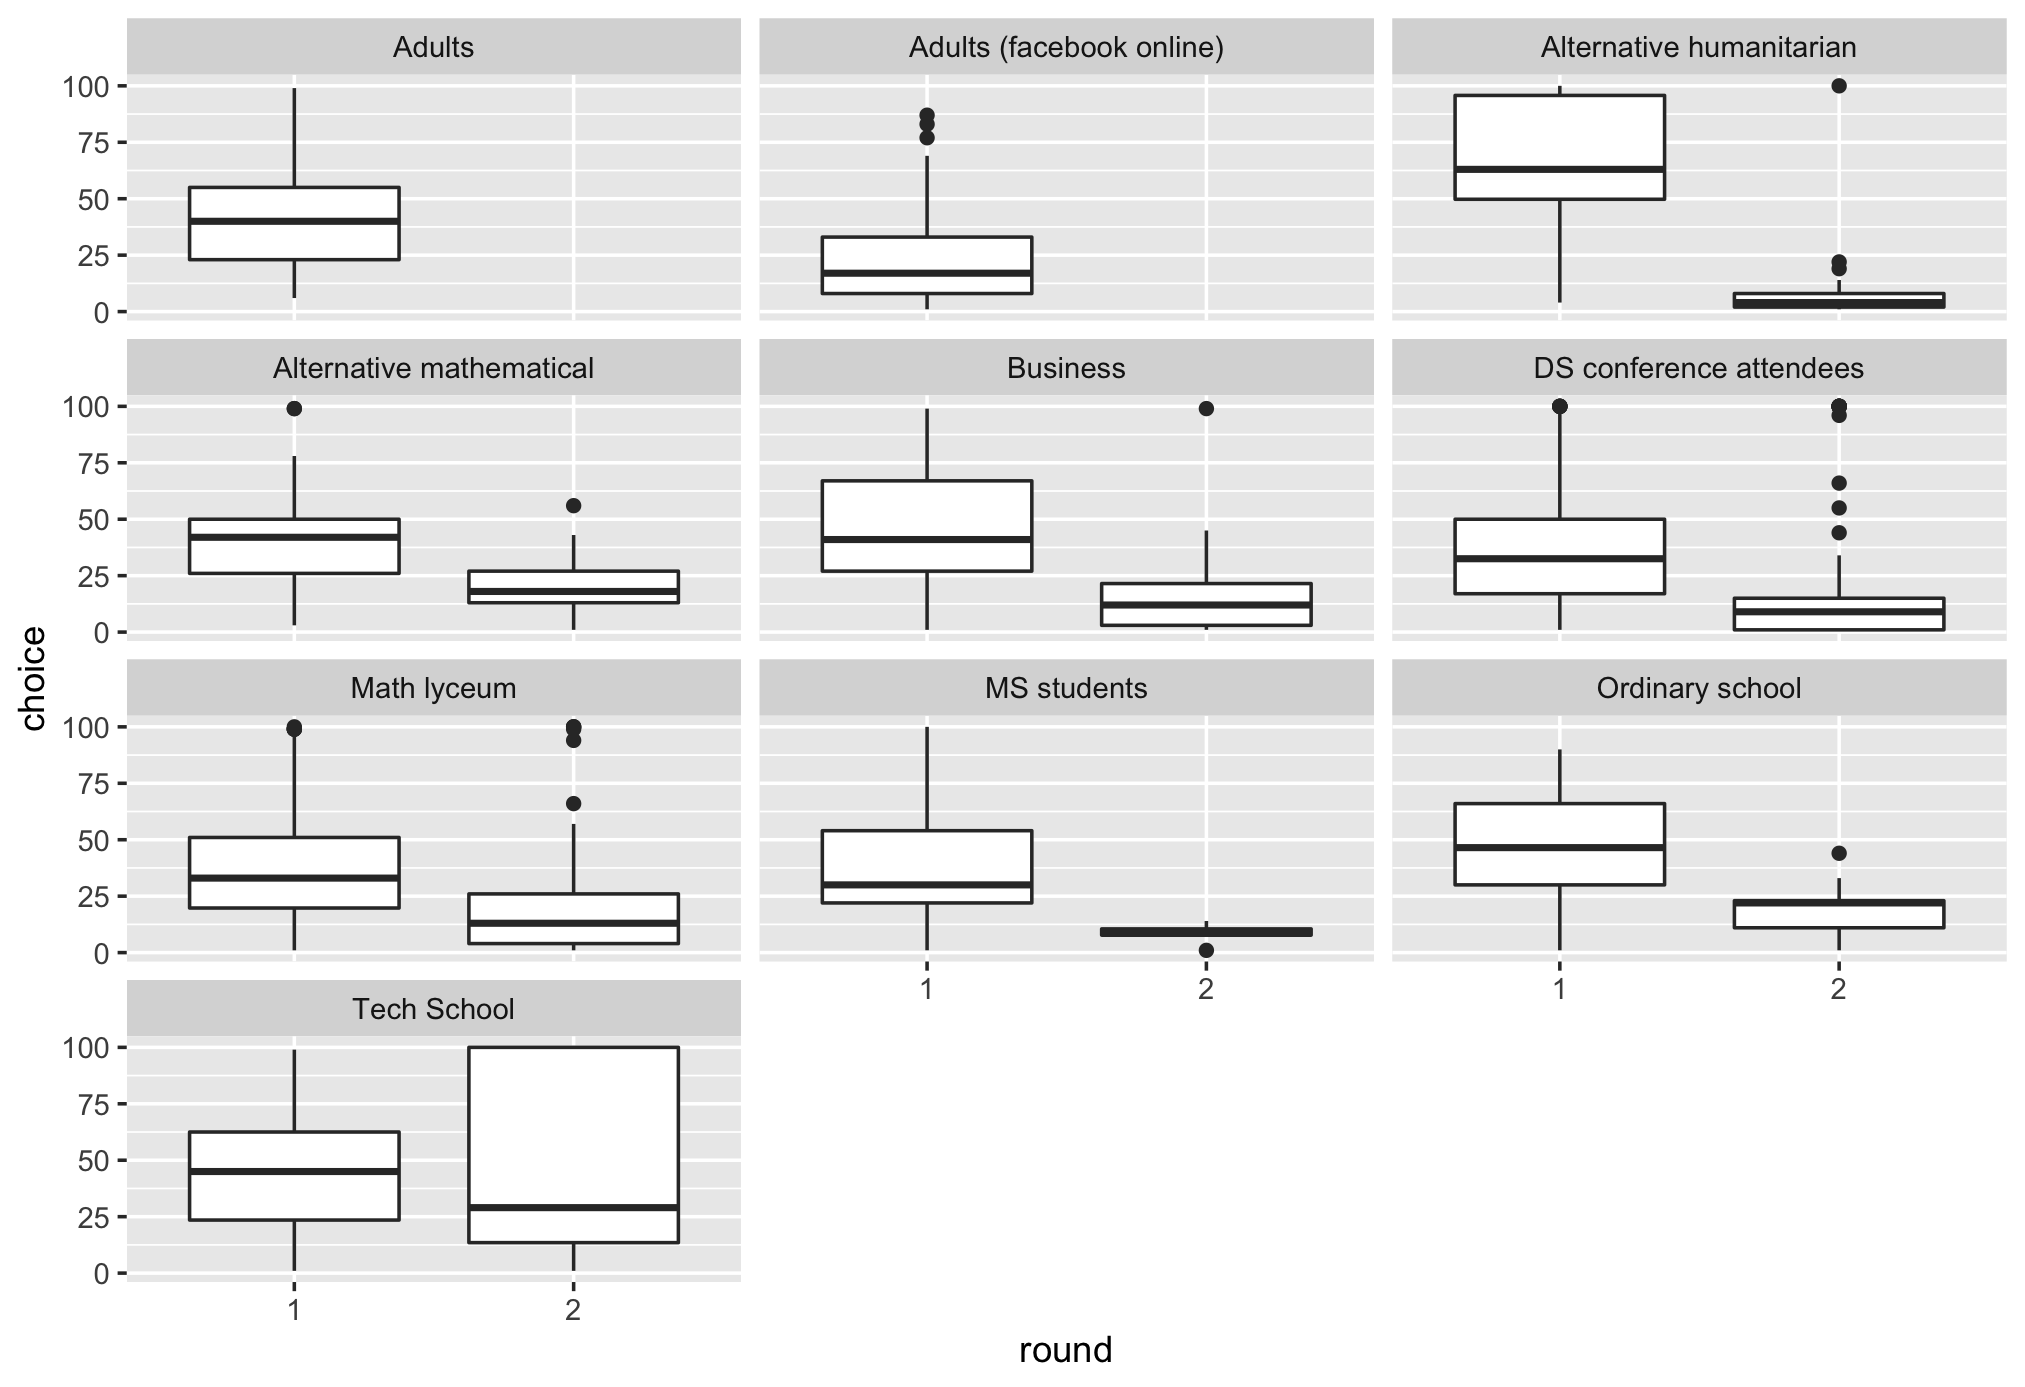 Adults
Adults (facebook online)
Alternative humanitarian
100
75
50
25
0
Alternative mathematical
Business
DS conference attendees
100
75
50
25
0
choice
Math lyceum
MS students
Ordinary school
100
75
50
25
0
1 2
1 2
Tech School
100
75
50
25
0
1 2
round